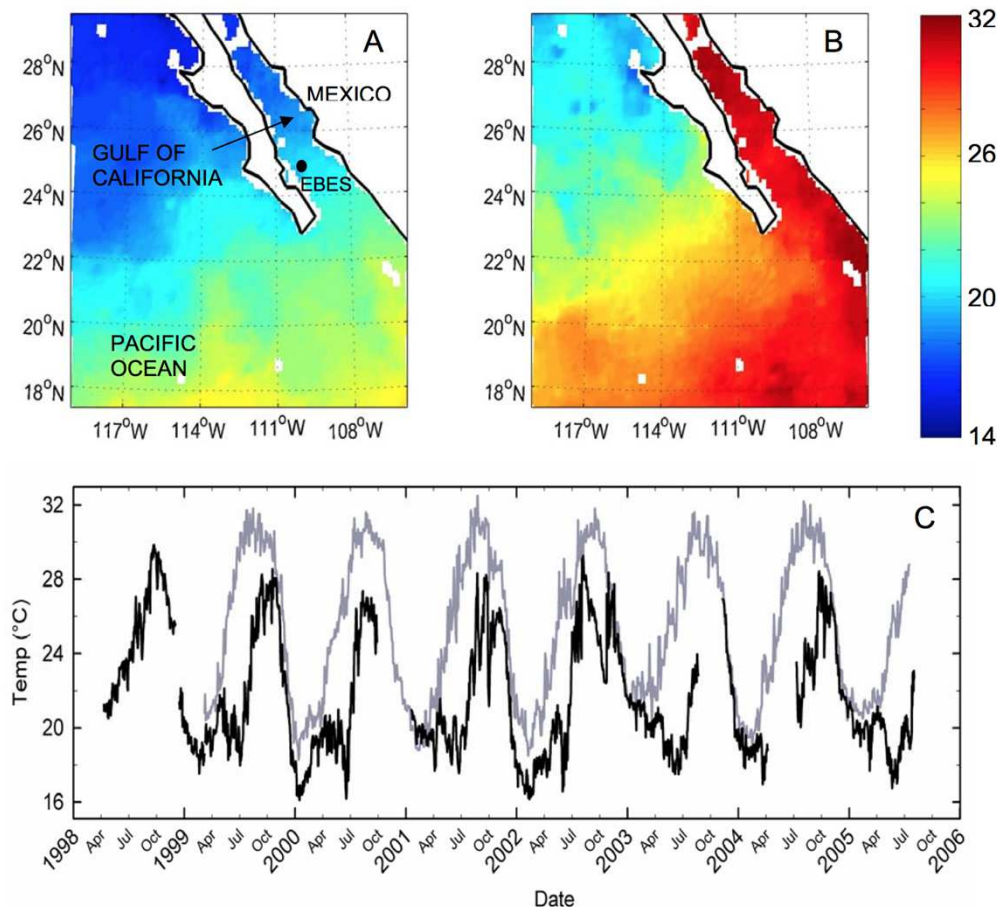 A
28°N
26°N
24°N
22°N
20°N
18°N
117°W
114°W
111°W
108°W
MEXICO
GULF OF
CALIFORNIA
EBES
PACIFIC
OCEAN
B
28°N
26°N
24°N
22°N
20°N
18°N
117°W
114°W
111°W
108°W
32
26
20
14
C
Temp (°C)
32
28
24
20
16
1998 Apr Jul Oct 1999 Apr Jul Oct 2000 Apr Jul Oct 2001 Apr Jul Oct 2002 Apr Jul Oct 2003 Apr Jul Oct 2004 Apr Jul Oct 2005 Apr Jul Oct 2006
Date